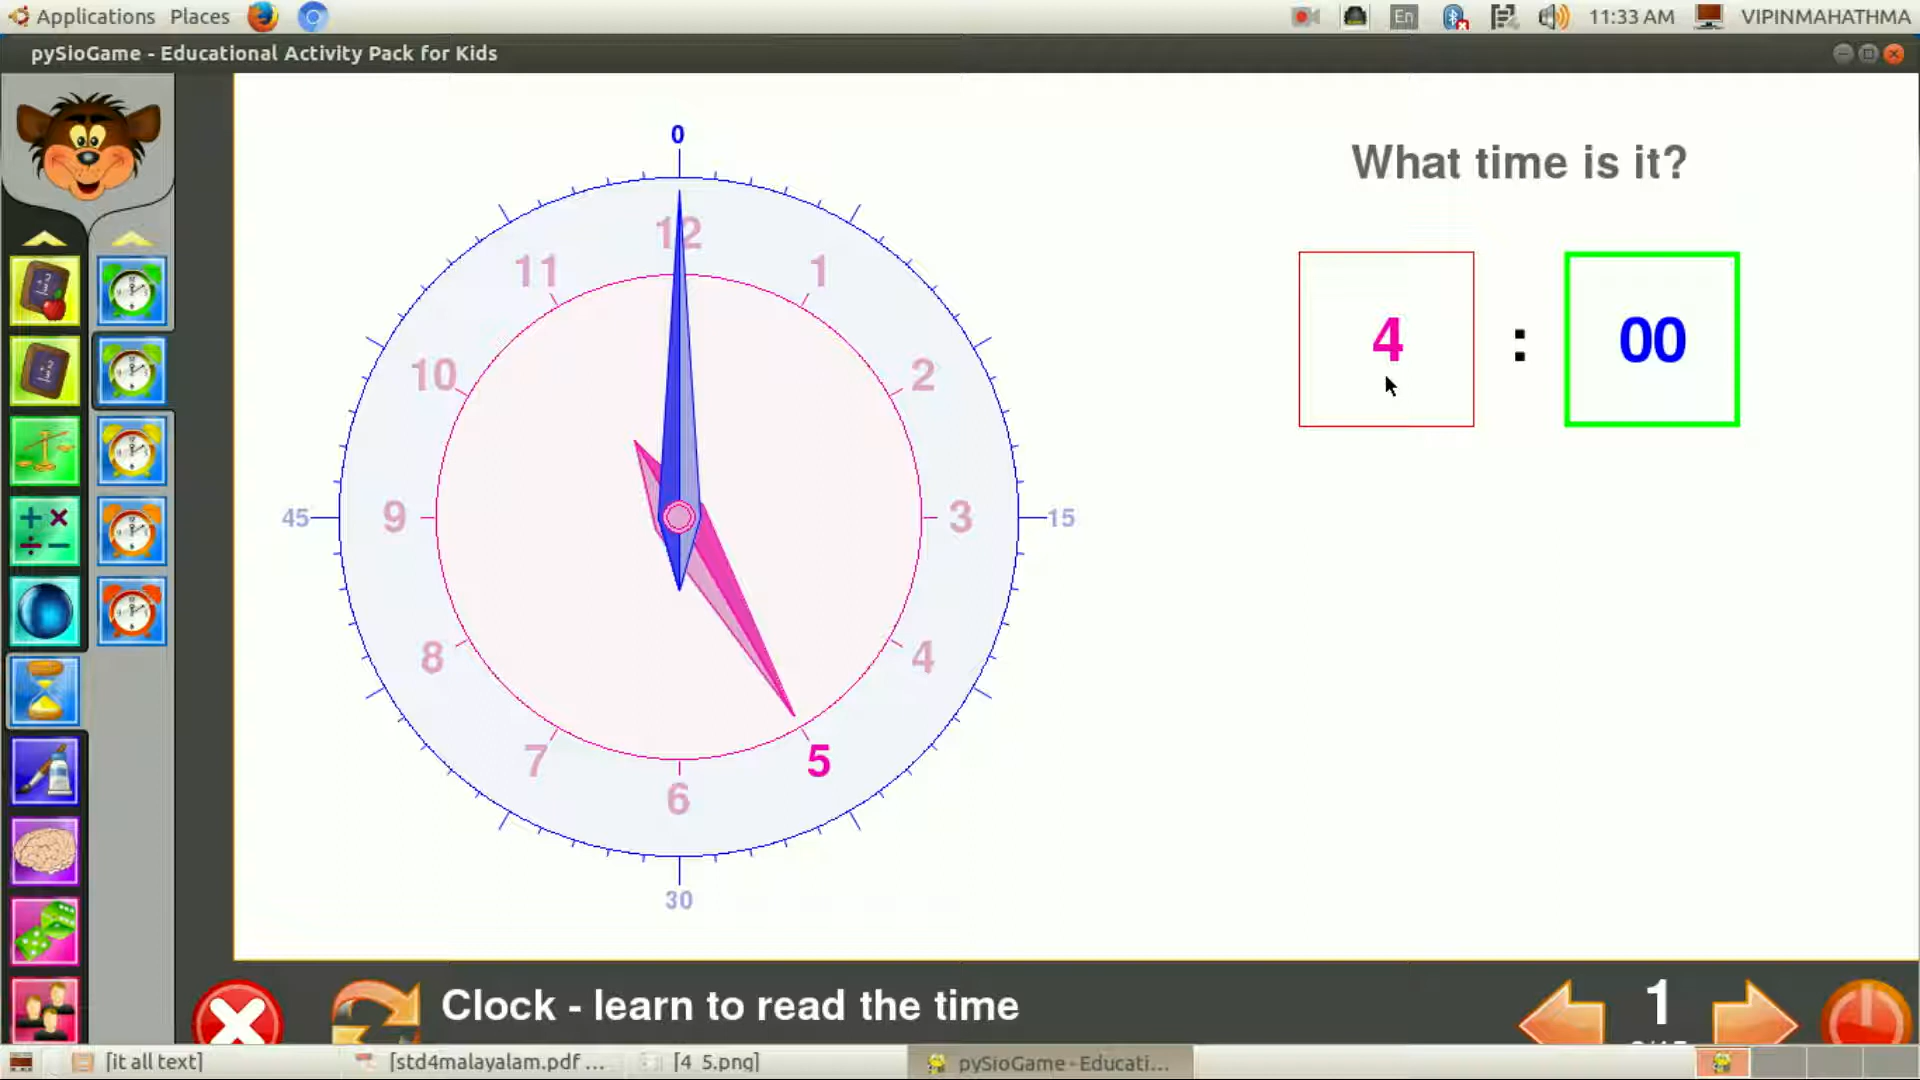 Applications Places En 11:33 AM VIPINMAHATHMA
pySioGame - Educational Activity Pack for Kids
0
What time is it?
12
11 1
10 2
4 : 00
45 9 3 15
8 4
7 5
6
30
Clock - learn to read the time
1
[it all text] [std4malayalam.pdf ... [4 5.png] pySioGame - Educati...